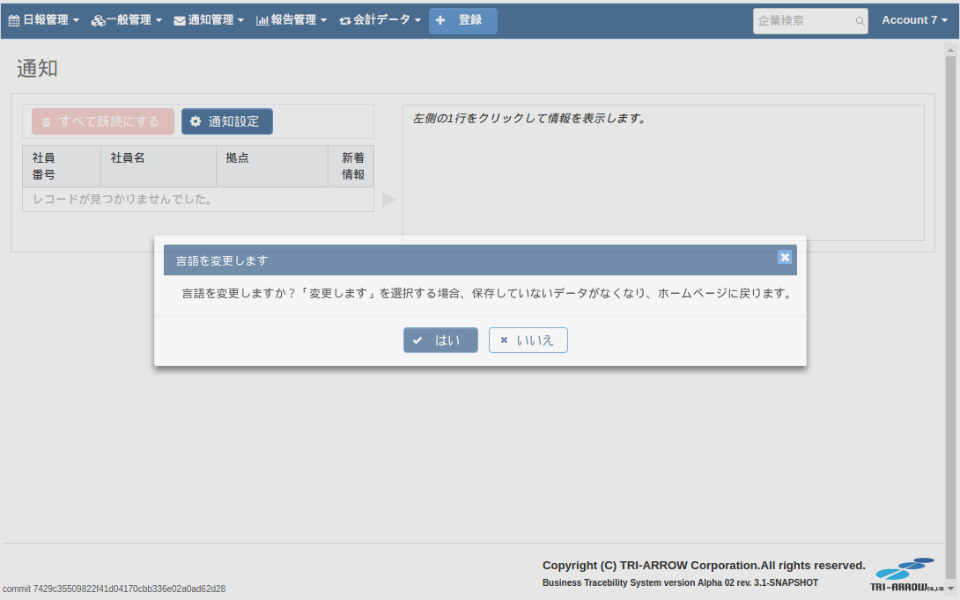 日報管理 一般管理 通知管理 報告管理 会計データ 登録 企業検索 Account 7
通知
すべて既読にする 通知設定
左側の1行をクリックして情報を表示します。
社員番号 社員名 拠点 新着情報
レコードが見つかりませんでした。
言語を変更します
言語を変更しますか？「変更します」を選択する場合、保存していないデータがなくなり、ホームページに戻ります。
はい いいえ
Copyright (C) TRI-ARROW Corporation.All rights reserved.
Business Tracebility System version Alpha 02 rev. 3.1-SNAPSHOT
TRI-ARROW CO.,LTD
commit 7429c35509822f41d04170cbb336e02a0ad62d28